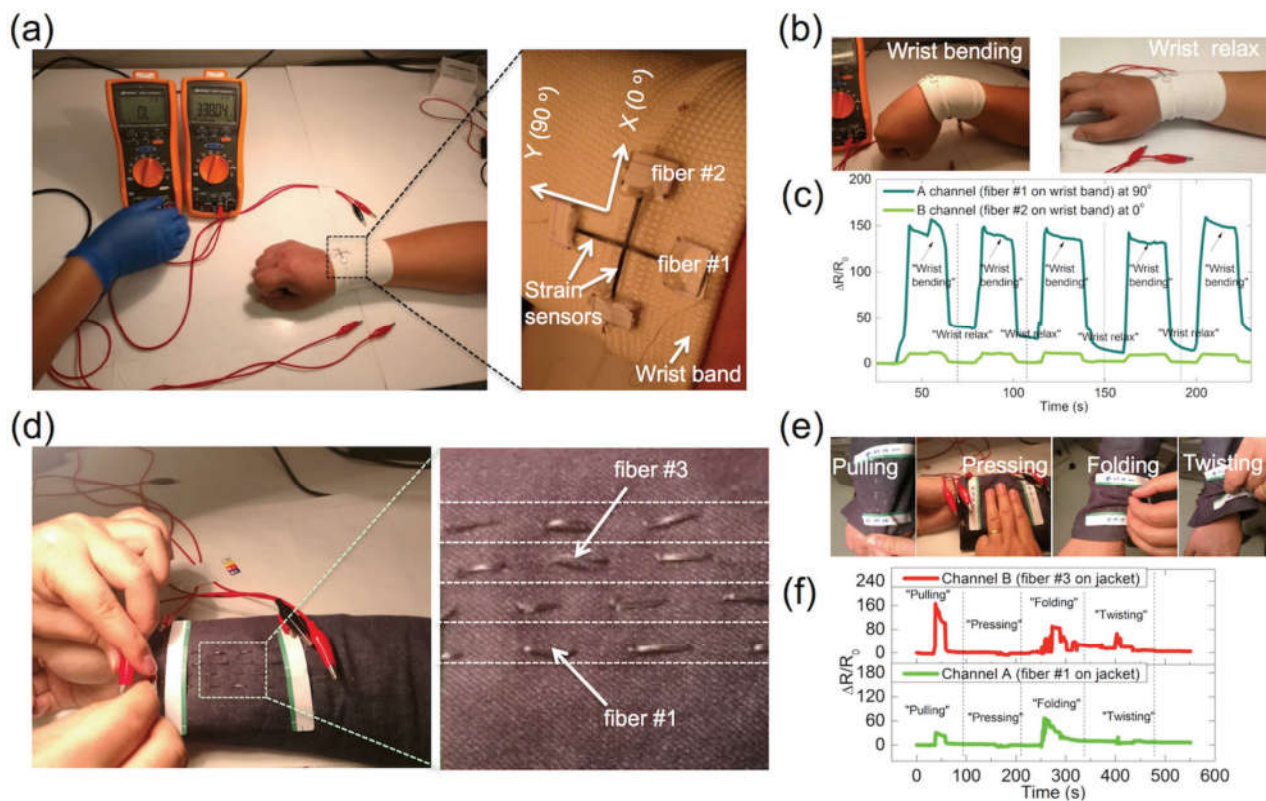 (a)
OL
338.04
Y (90 °)
X (0 °)
fiber #2
fiber #1
Strain
sensors
Wrist band
(b)
Wrist bending
Wrist relax
(c)
200
150
100
50
0
ΔR/R₀
A channel (fiber #1 on wrist band) at 90°
B channel (fiber #2 on wrist band) at 0°
"Wrist
bending"
"Wrist
bending"
"Wrist
bending"
"Wrist
bending"
"Wrist
bending"
"Wrist relax"
"Wrist relax"
"Wrist relax"
"Wrist relax"
50
100
150
200
Time (s)
(d)
fiber #3
fiber #1
(e)
Pulling
Pressing
Folding
Twisting
(f)
240
160
80
0
Channel B (fiber #3 on jacket)
"Pulling"
"Pressing"
"Folding"
"Twisting"
ΔR/R₀
180
120
60
0
Channel A (fiber #1 on jacket)
"Pulling"
"Pressing"
"Folding"
"Twisting"
0
100
200
300
400
500
600
Time (s)